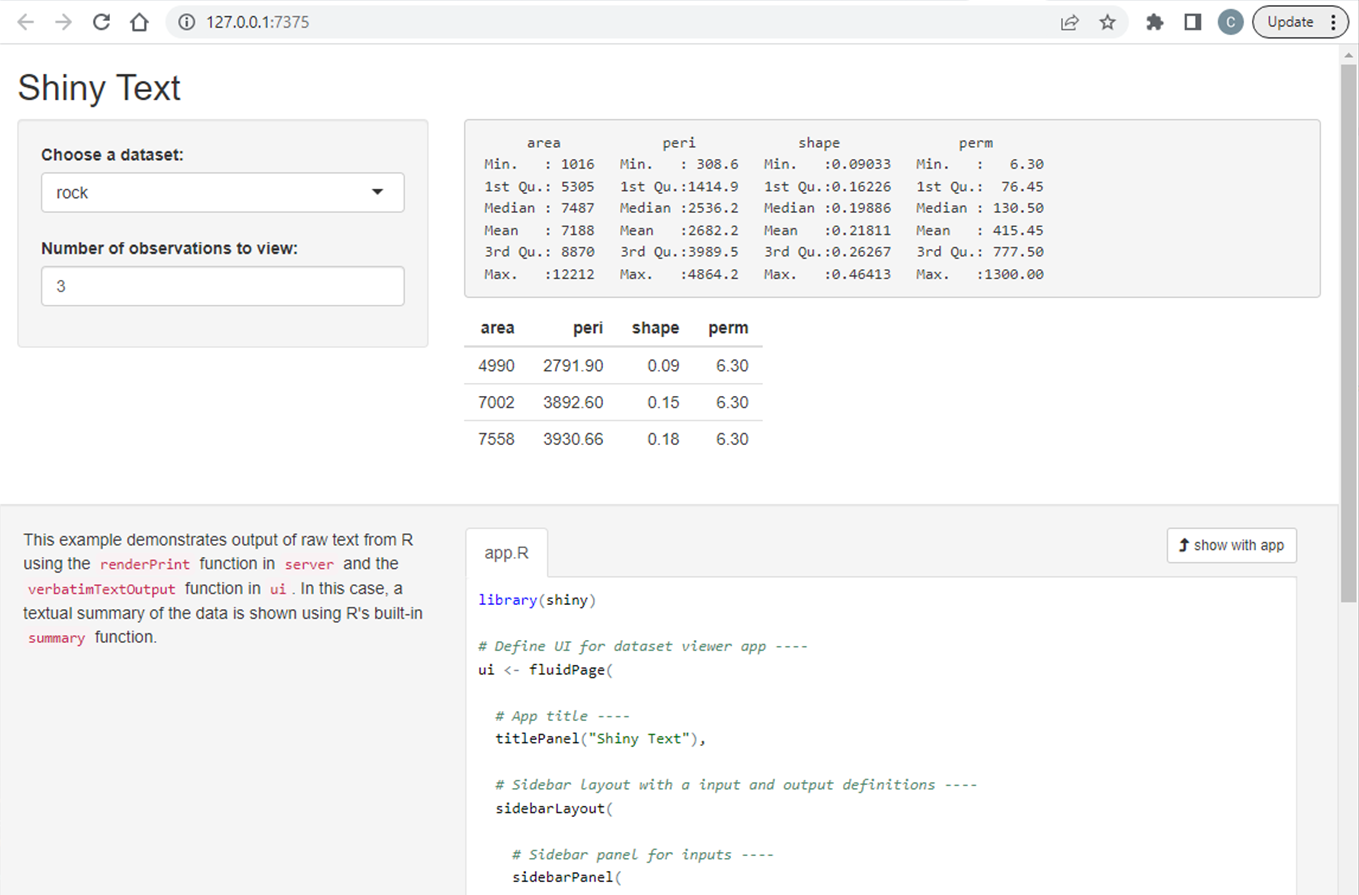 127.0.0.1:7375
C
Update
Shiny Text
Choose a dataset:
rock
Number of observations to view:
3
area peri shape perm
Min. : 1016 Min. : 308.6 Min. :0.09033 Min. : 6.30
1st Qu.: 5305 1st Qu.:1414.9 1st Qu.:0.16226 1st Qu.: 76.45
Median : 7487 Median :2536.2 Median :0.19886 Median : 130.50
Mean : 7188 Mean :2682.2 Mean :0.21811 Mean : 415.45
3rd Qu.: 8870 3rd Qu.:3989.5 3rd Qu.:0.26267 3rd Qu.: 777.50
Max. :12212 Max. :4864.2 Max. :0.46413 Max. :1300.00
area peri shape perm
4990 2791.90 0.09 6.30
7002 3892.60 0.15 6.30
7558 3930.66 0.18 6.30
This example demonstrates output of raw text from R
using the renderPrint function in server and the
verbatimTextOutput function in ui . In this case, a
textual summary of the data is shown using R's built-in
summary function.
app.R
show with app
library(shiny)
# Define UI for dataset viewer app ----
ui <- fluidPage(
# App title ----
titlePanel("Shiny Text"),
# Sidebar layout with a input and output definitions ----
sidebarLayout(
# Sidebar panel for inputs ----
sidebarPanel(